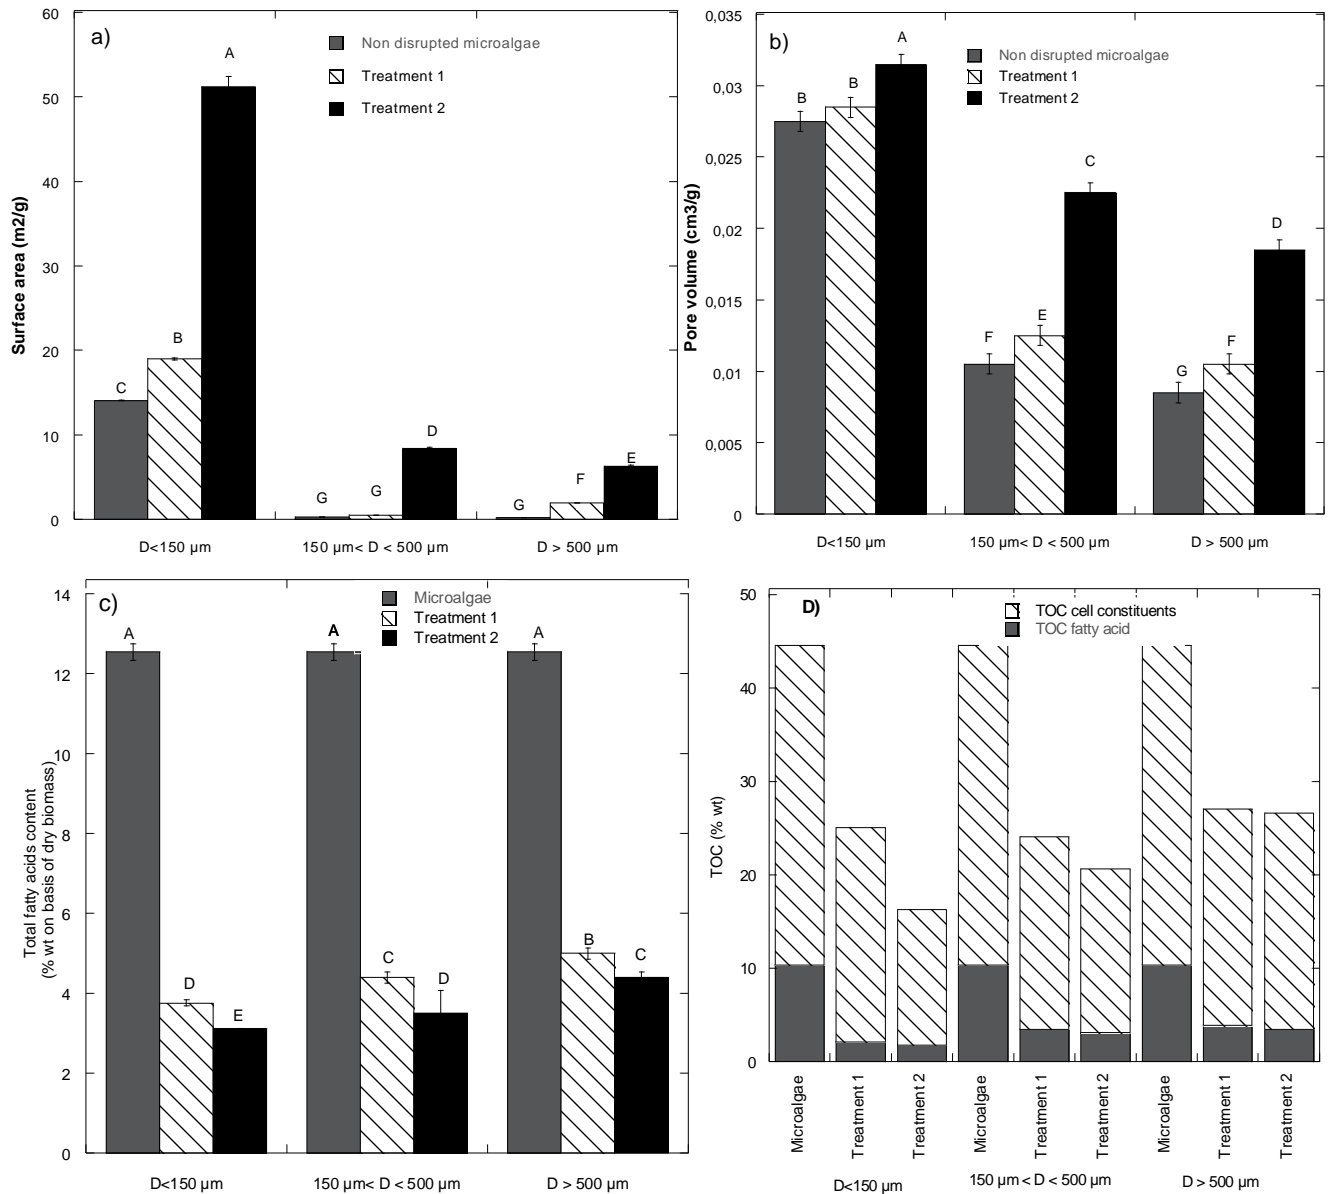 a)
Non disrupted microalgae
Treatment 1
Treatment 2
Surface area (m2/g)
60
50
40
30
20
10
0
C
B
A
G
G
D
G
F
E
D<150 µm
150 µm< D < 500 µm
D > 500 µm
b)
Non disrupted microalgae
Treatment 1
Treatment 2
Pore volume (cm3/g)
0,035
0,03
0,025
0,02
0,015
0,01
0,005
0
B
B
A
F
E
C
G
F
D
D<150 µm
150 µm< D < 500 µm
D > 500 µm
c)
Microalgae
Treatment 1
Treatment 2
Total fatty acids content
(% wt on basis of dry biomass)
14
12
10
8
6
4
2
0
A
D
E
A
C
D
A
B
C
D<150 µm
150 µm< D < 500 µm
D > 500 µm
D)
TOC cell constituents
TOC fatty acid
TOC (% wt)
50
40
30
20
10
0
Microalgae
Treatment 1
Treatment 2
Microalgae
Treatment 1
Treatment 2
Microalgae
Treatment 1
Treatment 2
D<150 µm
150 µm< D < 500 µm
D > 500 µm